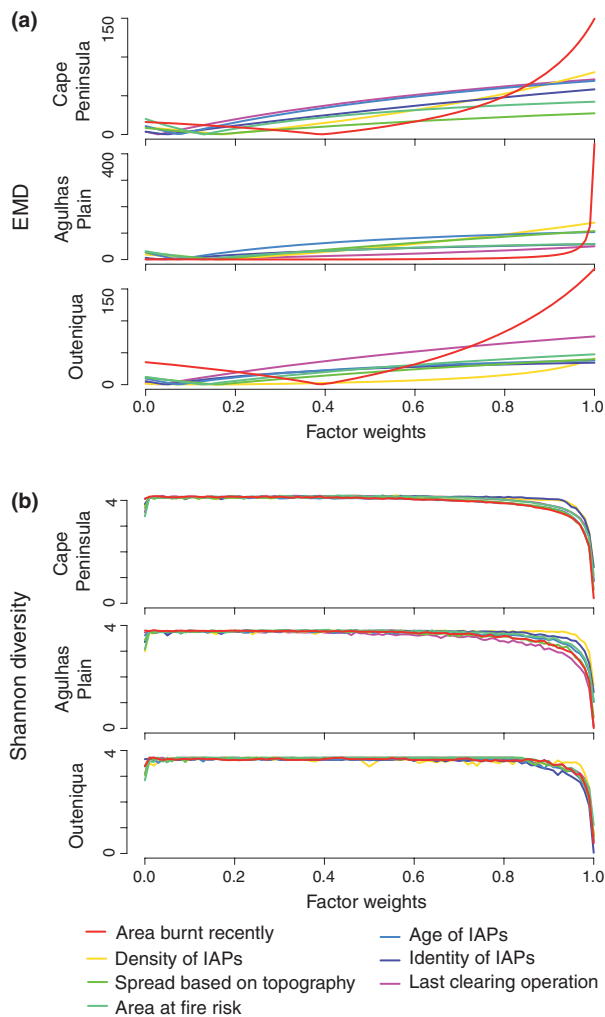 (a)
EMD
Cape
Peninsula
150
0
Agulhas
Plain
400
0
Outeniqua
150
0
0.0 0.2 0.4 0.6 0.8 1.0
Factor weights
(b)
Shannon diversity
Cape
Peninsula
4
0
Agulhas
Plain
4
0
Outeniqua
4
0
0.0 0.2 0.4 0.6 0.8 1.0
Factor weights
Area burnt recently
Density of IAPs
Spread based on topography
Area at fire risk
Age of IAPs
Identity of IAPs
Last clearing operation